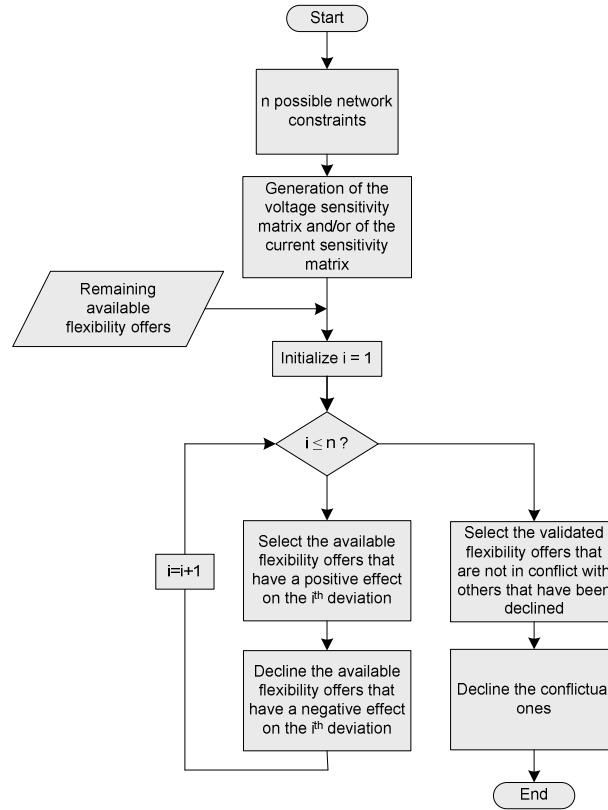 Start
n possible network
constraints
Generation of the
voltage sensitivity
matrix and/or of the
current sensitivity
matrix
Remaining
available
flexibility offers
Initialize i = 1
i ≤ n ?
i=i+1
Select the available
flexibility offers that
have a positive effect
on the iᵗʰ deviation
Decline the available
flexibility offers that
have a negative effect
on the iᵗʰ deviation
Select the validated
flexibility offers that
are not in conflict with
others that have been
declined
Decline the conflictual
ones
End